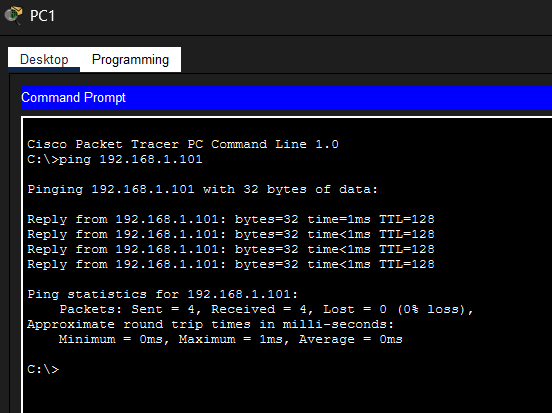 PC1
Desktop Programming
Command Prompt
Cisco Packet Tracer PC Command Line 1.0
C:\>ping 192.168.1.101
Pinging 192.168.1.101 with 32 bytes of data:
Reply from 192.168.1.101: bytes=32 time=1ms TTL=128
Reply from 192.168.1.101: bytes=32 time<1ms TTL=128
Reply from 192.168.1.101: bytes=32 time<1ms TTL=128
Reply from 192.168.1.101: bytes=32 time<1ms TTL=128
Ping statistics for 192.168.1.101:
Packets: Sent = 4, Received = 4, Lost = 0 (0% loss),
Approximate round trip times in milli-seconds:
Minimum = 0ms, Maximum = 1ms, Average = 0ms
C:\>